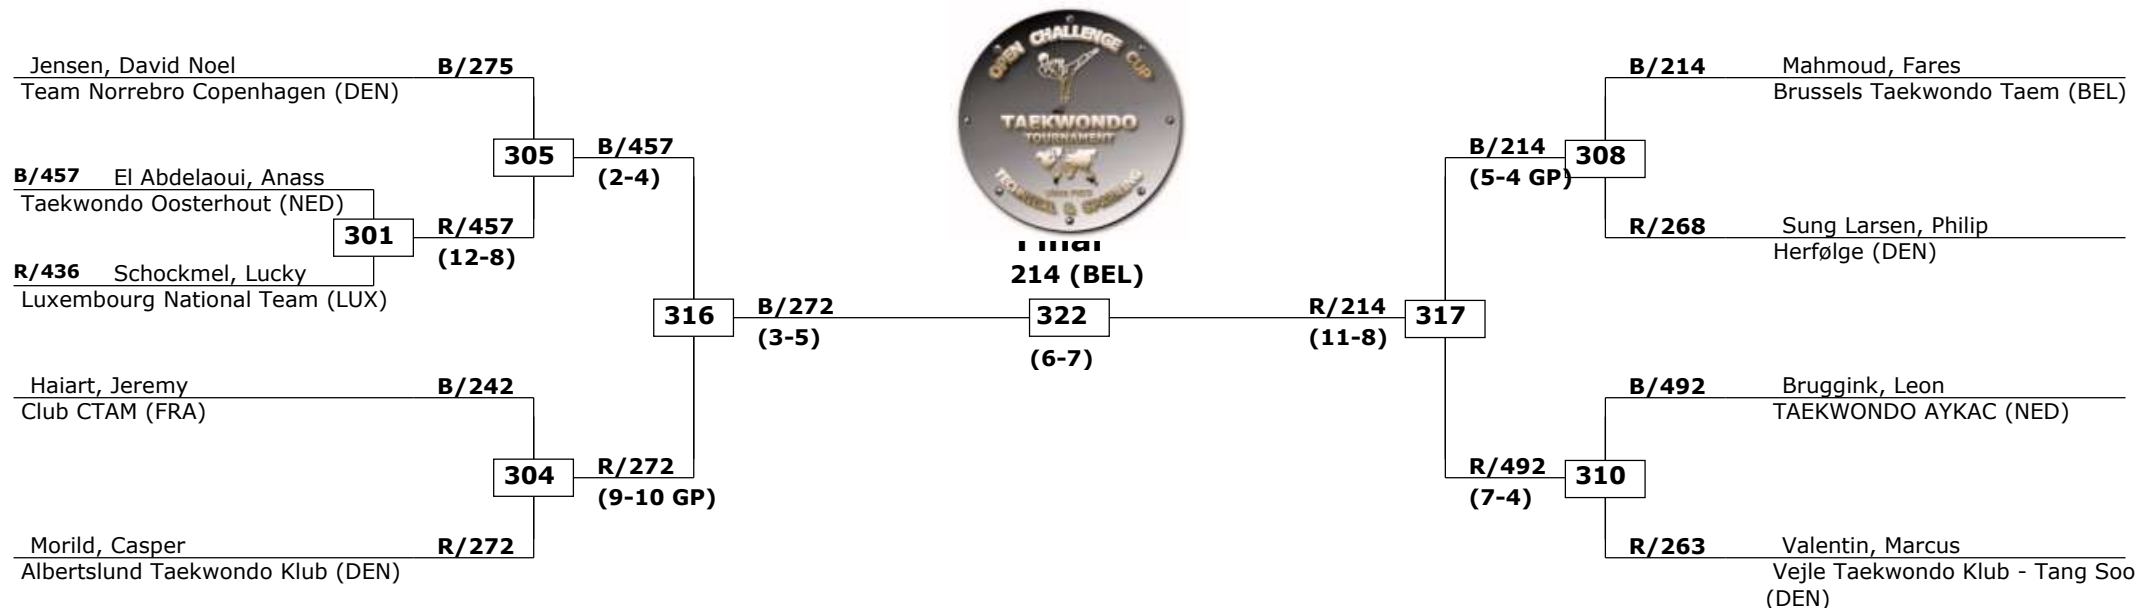 Jensen, David Noel
B/275
Team Norrebro Copenhagen (DEN)
305
B/457
(2-4)
B/457 El Abdelaoui, Anass
Taekwondo Oosterhout (NED)
301
R/457
(12-8)
R/436 Schockmel, Lucky
Luxembourg National Team (LUX)
316
B/272
(3-5)
Haiart, Jeremy
B/242
Club CTAM (FRA)
304
R/272
(9-10 GP)
Morild, Casper
R/272
Albertslund Taekwondo Klub (DEN)
OPEN CHALLENGE CUP
TAEKWONDO
TOURNAMENT
Final
214 (BEL)
322
(6-7)
B/214
Mahmoud, Fares
Brussels Taekwondo Taem (BEL)
B/214
308
(5-4 GP)
R/268
Sung Larsen, Philip
Herfølge (DEN)
R/214
317
(11-8)
B/492
Bruggink, Leon
TAEKWONDO AYKAC (NED)
R/492
310
(7-4)
R/263
Valentin, Marcus
Vejle Taekwondo Klub - Tang Soo
(DEN)